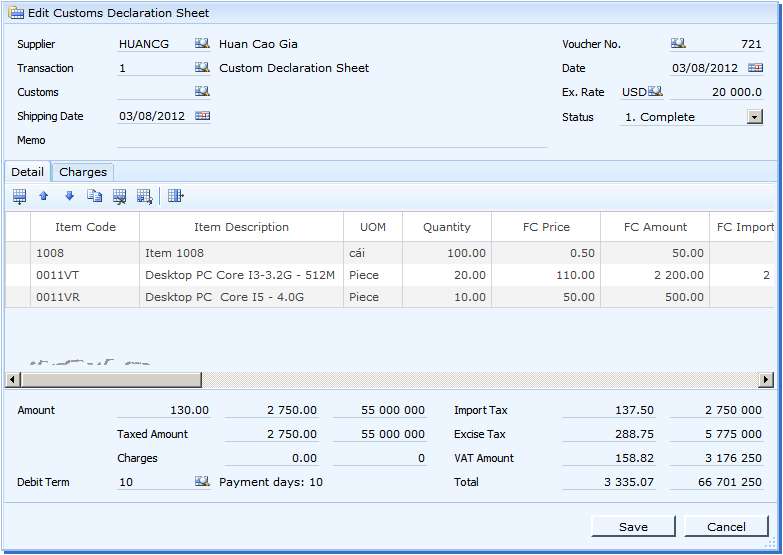 Edit Customs Declaration Sheet
Supplier HUANCG Huan Cao Gia Voucher No. 721
Transaction 1 Custom Declaration Sheet Date 03/08/2012
Customs Ex. Rate USD 20 000.0
Shipping Date 03/08/2012 Status 1. Complete
Memo
Detail Charges
Item Code Item Description UOM Quantity FC Price FC Amount FC Import
1008 Item 1008 cái 100.00 0.50 50.00
0011VT Desktop PC Core I3-3.2G - 512M Piece 20.00 110.00 2 200.00 2
0011VR Desktop PC Core I5 - 4.0G Piece 10.00 50.00 500.00
Amount 130.00 2 750.00 55 000 000 Import Tax 137.50 2 750 000
Taxed Amount 2 750.00 55 000 000 Excise Tax 288.75 5 775 000
Charges 0.00 0 VAT Amount 158.82 3 176 250
Debit Term 10 Payment days: 10 Total 3 335.07 66 701 250
Save Cancel